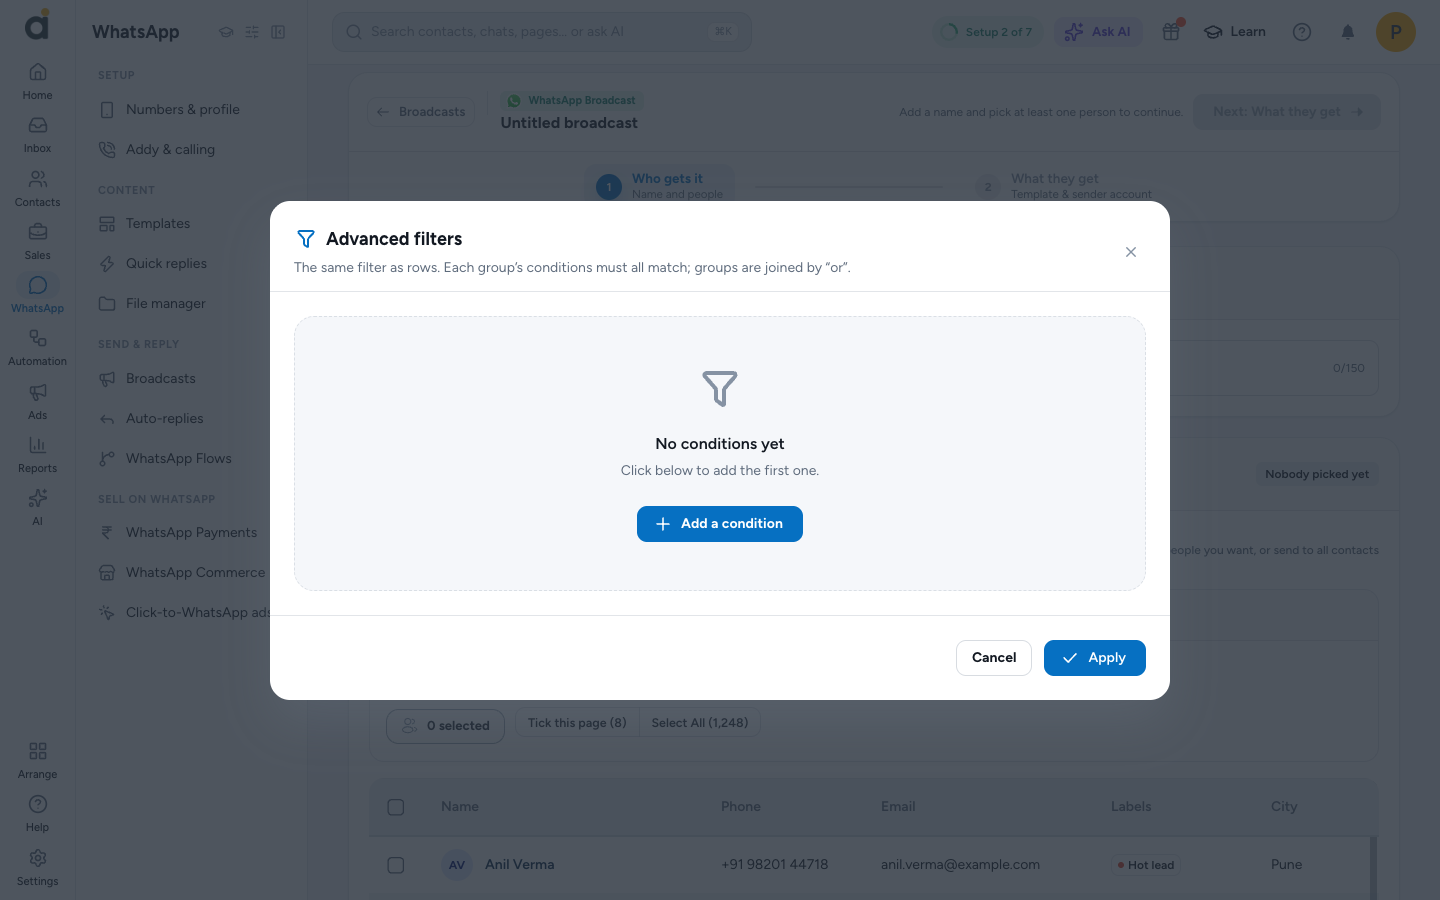 WhatsApp
Search contacts, chats, pages... or ask AI
⌘K
Setup 2 of 7
Ask AI
Learn
P
Home
Inbox
Contacts
Sales
WhatsApp
Automation
Ads
Reports
AI
Arrange
Help
Settings
SETUP
Numbers & profile
Addy & calling
CONTENT
Templates
Quick replies
File manager
SEND & REPLY
Broadcasts
Auto-replies
WhatsApp Flows
SELL ON WHATSAPP
WhatsApp Payments
WhatsApp Commerce
Click-to-WhatsApp ads
Broadcasts
WhatsApp Broadcast
Untitled broadcast
Add a name and pick at least one person to continue.
Next: What they get
1
Who gets it
Name and people
2
What they get
Template & sender account
Advanced filters
The same filter as rows. Each group's conditions must all match; groups are joined by “or”.
No conditions yet
Click below to add the first one.
Add a condition
Cancel
Apply
0/150
Nobody picked yet
people you want, or send to all contacts
0 selected
Tick this page (8)
Select All (1,248)
Name
Phone
Email
Labels
City
AV
Anil Verma
+91 98201 44718
anil.verma@example.com
Hot lead
Pune